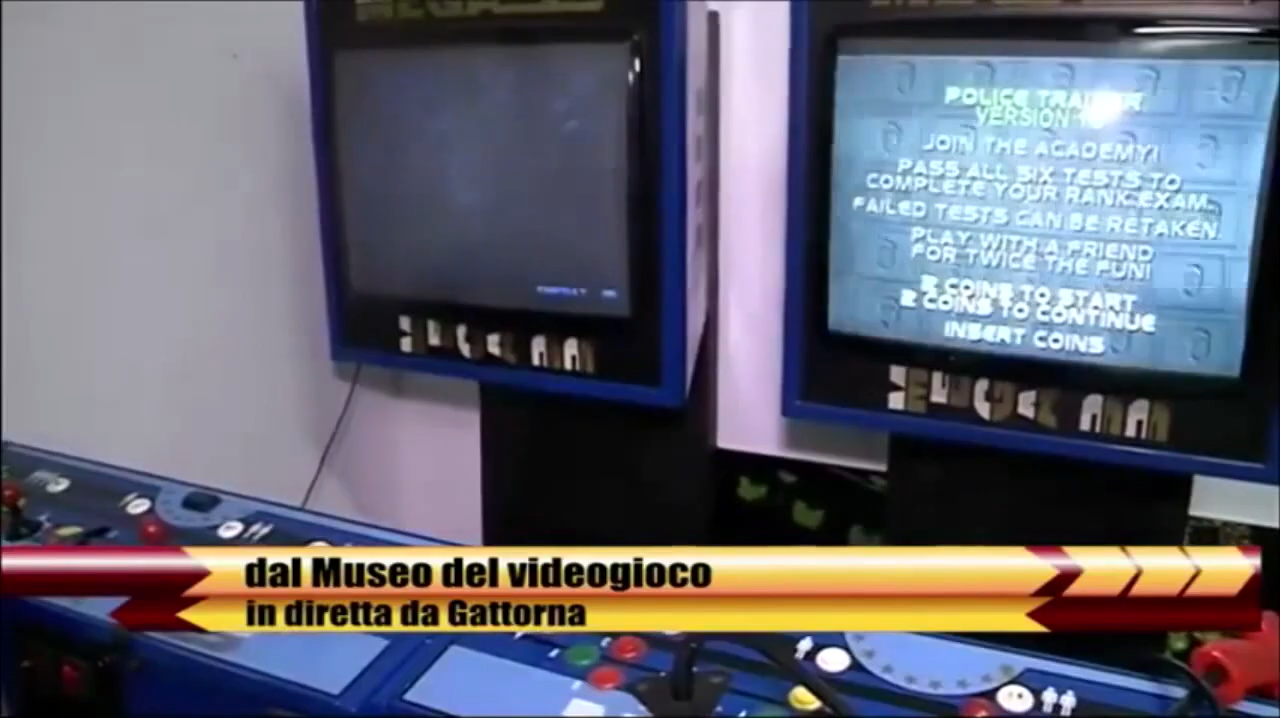 POLICE TRAINER
VERSION
JOIN THE ACADEMY!
PASS ALL SIX TESTS TO
COMPLETE YOUR RANK EXAM.
FAILED TESTS CAN BE RETAKEN.
PLAY WITH A FRIEND
FOR TWICE THE FUN!
2 COINS TO START
2 COINS TO CONTINUE
INSERT COINS
dal Museo del videogioco
in diretta da Gattorna